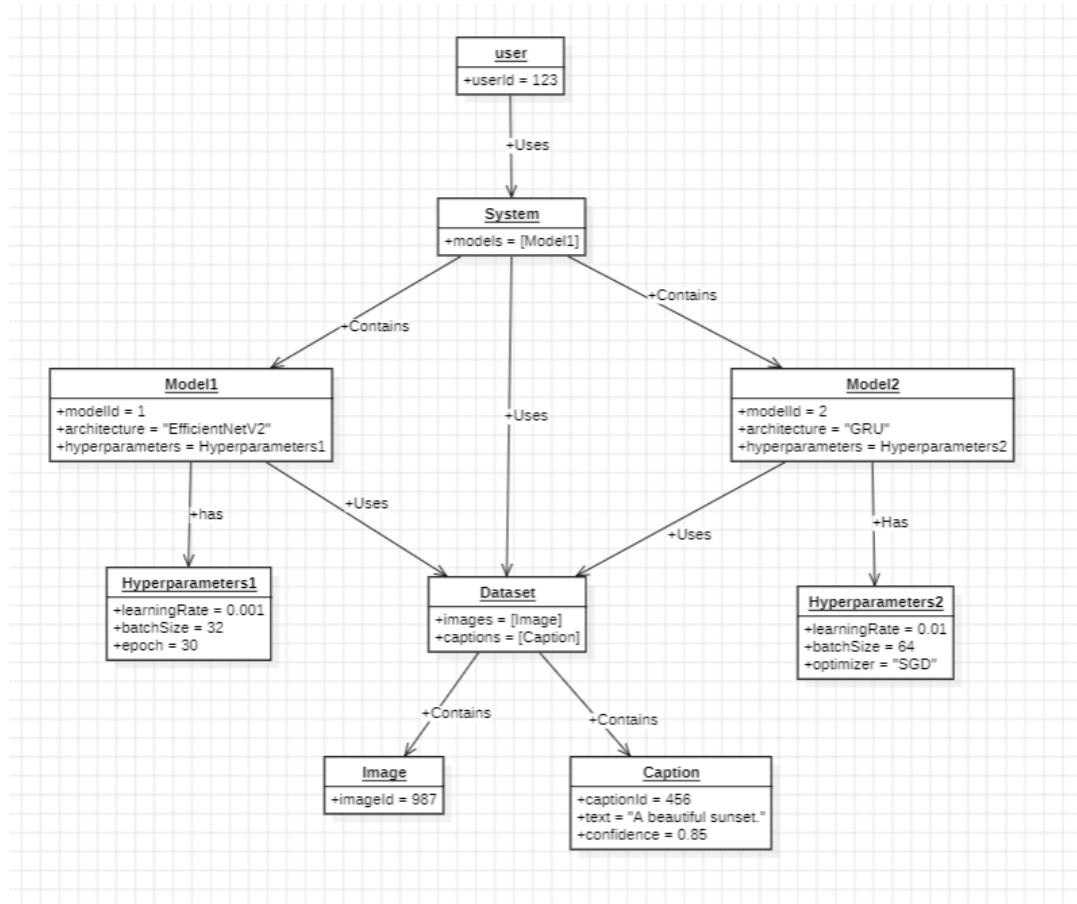 user
+userId = 123
+Uses
System
+models = [Model1]
+Contains
+Contains
Model1
+modelId = 1
+architecture = "EfficientNetV2"
+hyperparameters = Hyperparameters1
+Uses
Model2
+modelId = 2
+architecture = "GRU"
+hyperparameters = Hyperparameters2
+has
+Uses
+Uses
+Has
Hyperparameters1
+learningRate = 0.001
+batchSize = 32
+epoch = 30
Dataset
+images = [Image]
+captions = [Caption]
Hyperparameters2
+learningRate = 0.01
+batchSize = 64
+optimizer = "SGD"
+Contains
+Contains
Image
+imageId = 987
Caption
+captionId = 456
+text = "A beautiful sunset."
+confidence = 0.85